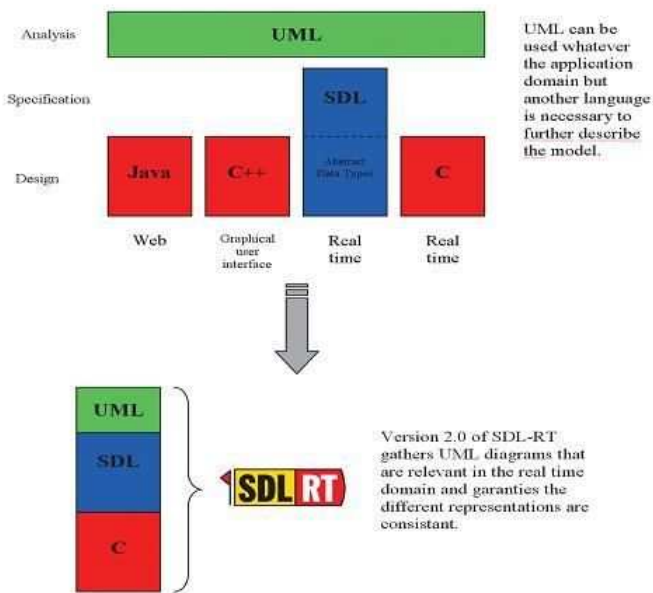 Analysis
UML
UML can be
used whatever
the application
domain but
another language
is necessary to
further describe
the model.
Specification
SDL
Design
Java
C++
Abstract
Data Types
C
Web
Graphical
user
interface
Real
time
Real
time
UML
SDL
C
SDL RT
Version 2.0 of SDL-RT
gathers UML diagrams that
are relevant in the real time
domain and garanties the
different representations are
consistant.